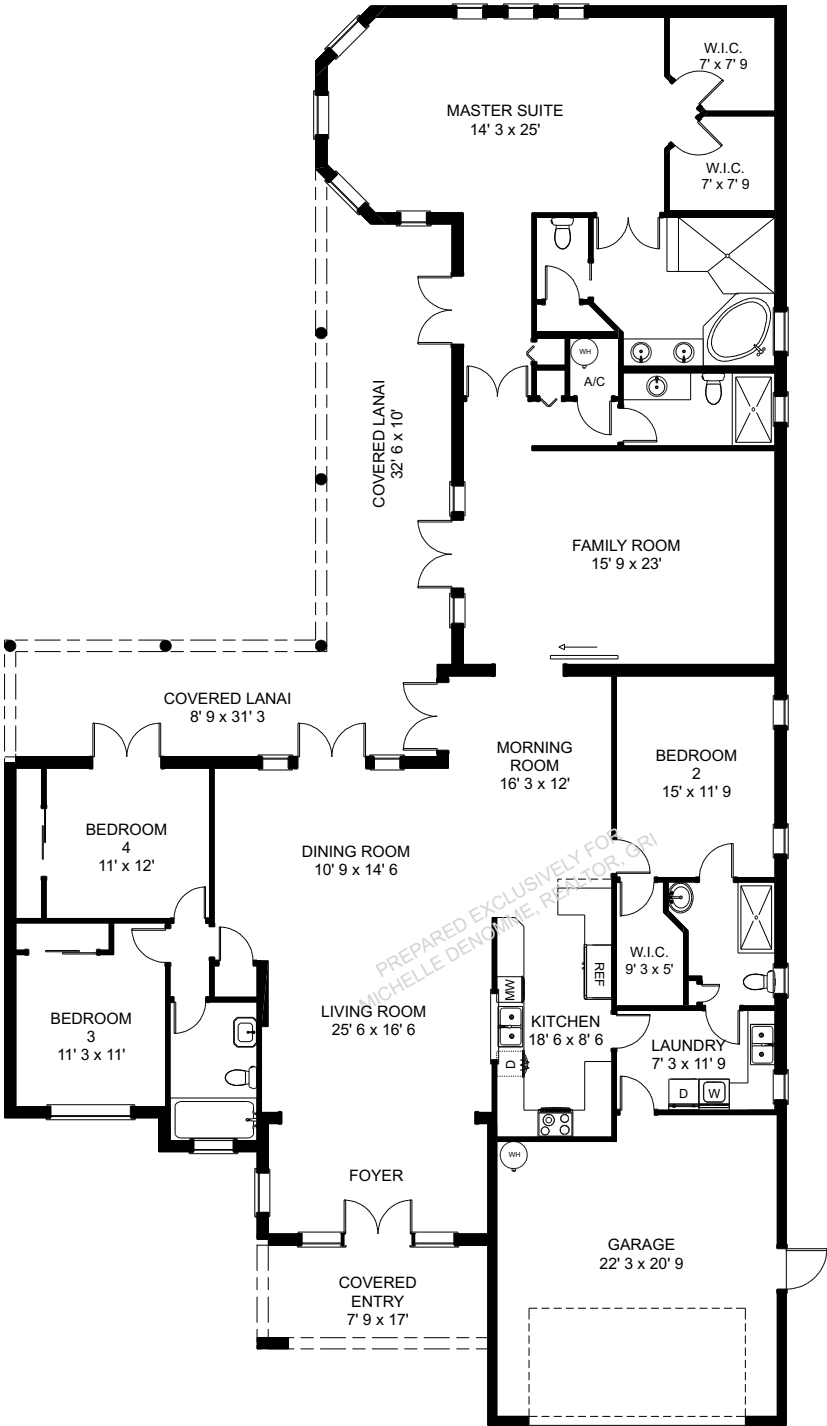 W.I.C.
7' x 7' 9
MASTER SUITE
14' 3 x 25'
W.I.C.
7' x 7' 9
WH
A/C
COVERED LANAI
32' 6 x 10'
FAMILY ROOM
15' 9 x 23'
COVERED LANAI
8' 9 x 31' 3
MORNING
ROOM
16' 3 x 12'
BEDROOM
2
15' x 11' 9
BEDROOM
4
11' x 12'
DINING ROOM
10' 9 x 14' 6
PREPARED EXCLUSIVELY FOR
MICHELLE DENOMME, REALTOR, GRI
W.I.C.
9' 3 x 5'
REF
MW
BEDROOM
3
11' 3 x 11'
LIVING ROOM
25' 6 x 16' 6
KITCHEN
18' 6 x 8' 6
LAUNDRY
7' 3 x 11' 9
D
D
W
WH
FOYER
GARAGE
22' 3 x 20' 9
COVERED
ENTRY
7' 9 x 17'